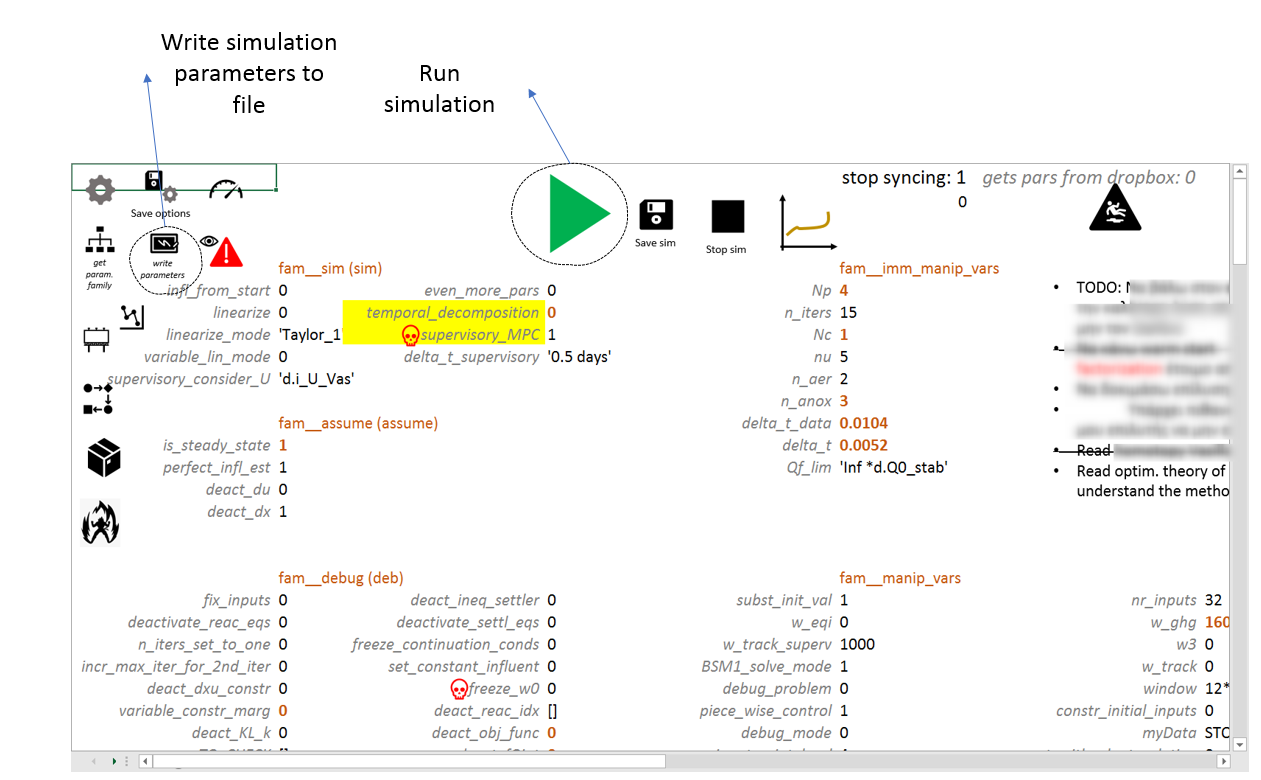 Write simulation
parameters to
file
Run
simulation
stop syncing: 1 gets pars from dropbox: 0
0
Save options
get
param.
family
write
parameters
Save sim
Stop sim
fam__sim (sim)
infl_from_start 0 even_more_pars 0
linearize 0 temporal_decomposition 0
linearize_mode 'Taylor_1' supervisory_MPC 1
variable_lin_mode 0 delta_t_supervisory '0.5 days'
supervisory_consider_U 'd.i_U_Vas'
fam__assume (assume)
is_steady_state 1
perfect_infl_est 1
deact_du 0
deact_dx 1
fam__imm_manip_vars
Np 4
n_iters 15
Nc 1
nu 5
n_aer 2
n_anox 3
delta_t_data 0.0104
delta_t 0.0052
Qf_lim 'Inf *d.Q0_stab'
• TODO:
•
•
•
• Read
• Read optim. theory of
understand the metho
fam__debug (deb)
fix_inputs 0 deact_ineq_settler 0
deactivate_reac_eqs 0 deactivate_settl_eqs 0
n_iters_set_to_one 0 freeze_continuation_conds 0
incr_max_iter_for_2nd_iter 0 set_constant_influent 0
deact_dxu_constr 0 freeze_w0 0
variable_constr_marg 0 deact_reac_idx []
deact_KL_k 0 deact_obj_func 0
fam__manip_vars
subst_init_val 1 nr_inputs 32
w_eqi 0 w_ghg 160
w_track_superv 1000 w3 0
BSM1_solve_mode 1 w_track 0
debug_problem 0 window 12*
piece_wise_control 1 constr_initial_inputs 0
debug_mode 0 myData STO